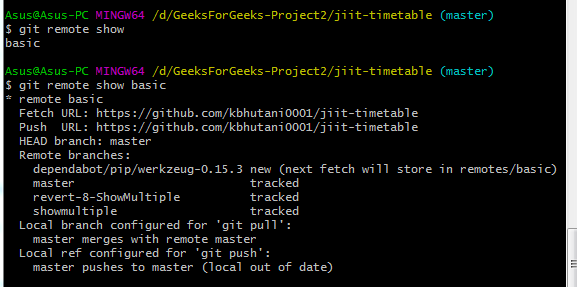 Asus@Asus-PC MINGW64 /d/GeeksForGeeks-Project2/jiit-timetable (master)
$ git remote show
basic
Asus@Asus-PC MINGW64 /d/GeeksForGeeks-Project2/jiit-timetable (master)
$ git remote show basic
* remote basic
  Fetch URL: https://github.com/kbhutani0001/jiit-timetable
  Push  URL: https://github.com/kbhutani0001/jiit-timetable
  HEAD branch: master
  Remote branches:
    dependabot/pip/werkzeug-0.15.3 new (next fetch will store in remotes/basic)
    master                         tracked
    revert-8-ShowMultiple          tracked
    showmultiple                   tracked
  Local branch configured for 'git pull':
    master merges with remote master
  Local ref configured for 'git push':
    master pushes to master (local out of date)